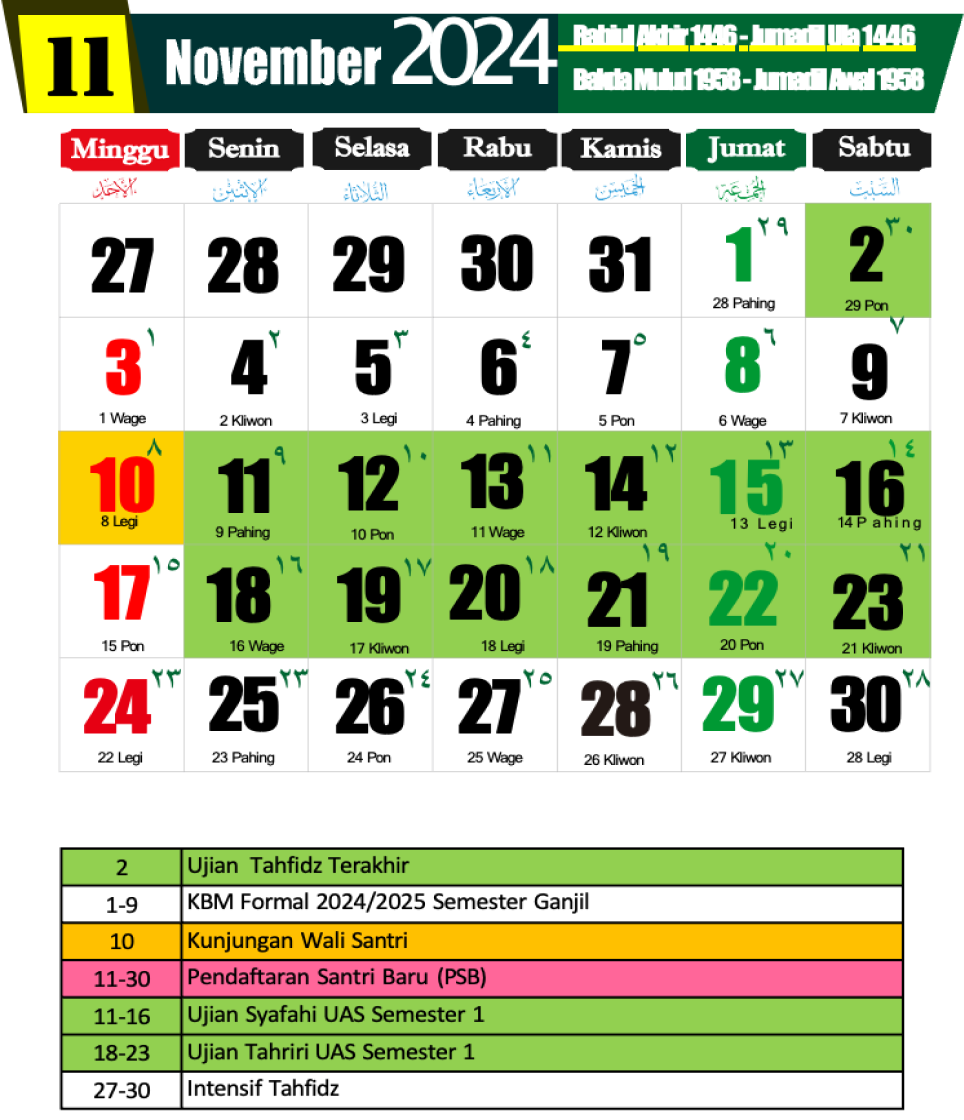 11
November 2024
Rabiul Akhir 1446 - Jumadil Ula 1446
Bakda Mulud 1958 - Jumadil Awal 1958
Minggu Senin Selasa Rabu Kamis Jumat Sabtu
الأحد الإثنين الثلاثاء الأربعاء الخميس الجمعة السبت
27 28 29 30 31 1 ٢٩ 2 ٣٠
28 Pahing 29 Pon
3 ١ 4 ٢ 5 ٣ 6 ٤ 7 ٥ 8 ٦ 9 ٧
1 Wage 2 Kliwon 3 Legi 4 Pahing 5 Pon 6 Wage 7 Kliwon
10 ٨ 11 ٩ 12 ١٠ 13 ١١ 14 ١٢ 15 ١٣ 16 ١٤
8 Legi 9 Pahing 10 Pon 11 Wage 12 Kliwon 13 Legi 14 Pahing
17 ١٥ 18 ١٦ 19 ١٧ 20 ١٨ 21 ١٩ 22 ٢٠ 23 ٢١
15 Pon 16 Wage 17 Kliwon 18 Legi 19 Pahing 20 Pon 21 Kliwon
24 ٢٣ 25 ٢٣ 26 ٢٤ 27 ٢٥ 28 ٢٦ 29 ٢٧ 30 ٢٨
22 Legi 23 Pahing 24 Pon 25 Wage 26 Kliwon 27 Kliwon 28 Legi
2 Ujian Tahfidz Terakhir
1-9 KBM Formal 2024/2025 Semester Ganjil
10 Kunjungan Wali Santri
11-30 Pendaftaran Santri Baru (PSB)
11-16 Ujian Syafahi UAS Semester 1
18-23 Ujian Tahriri UAS Semester 1
27-30 Intensif Tahfidz